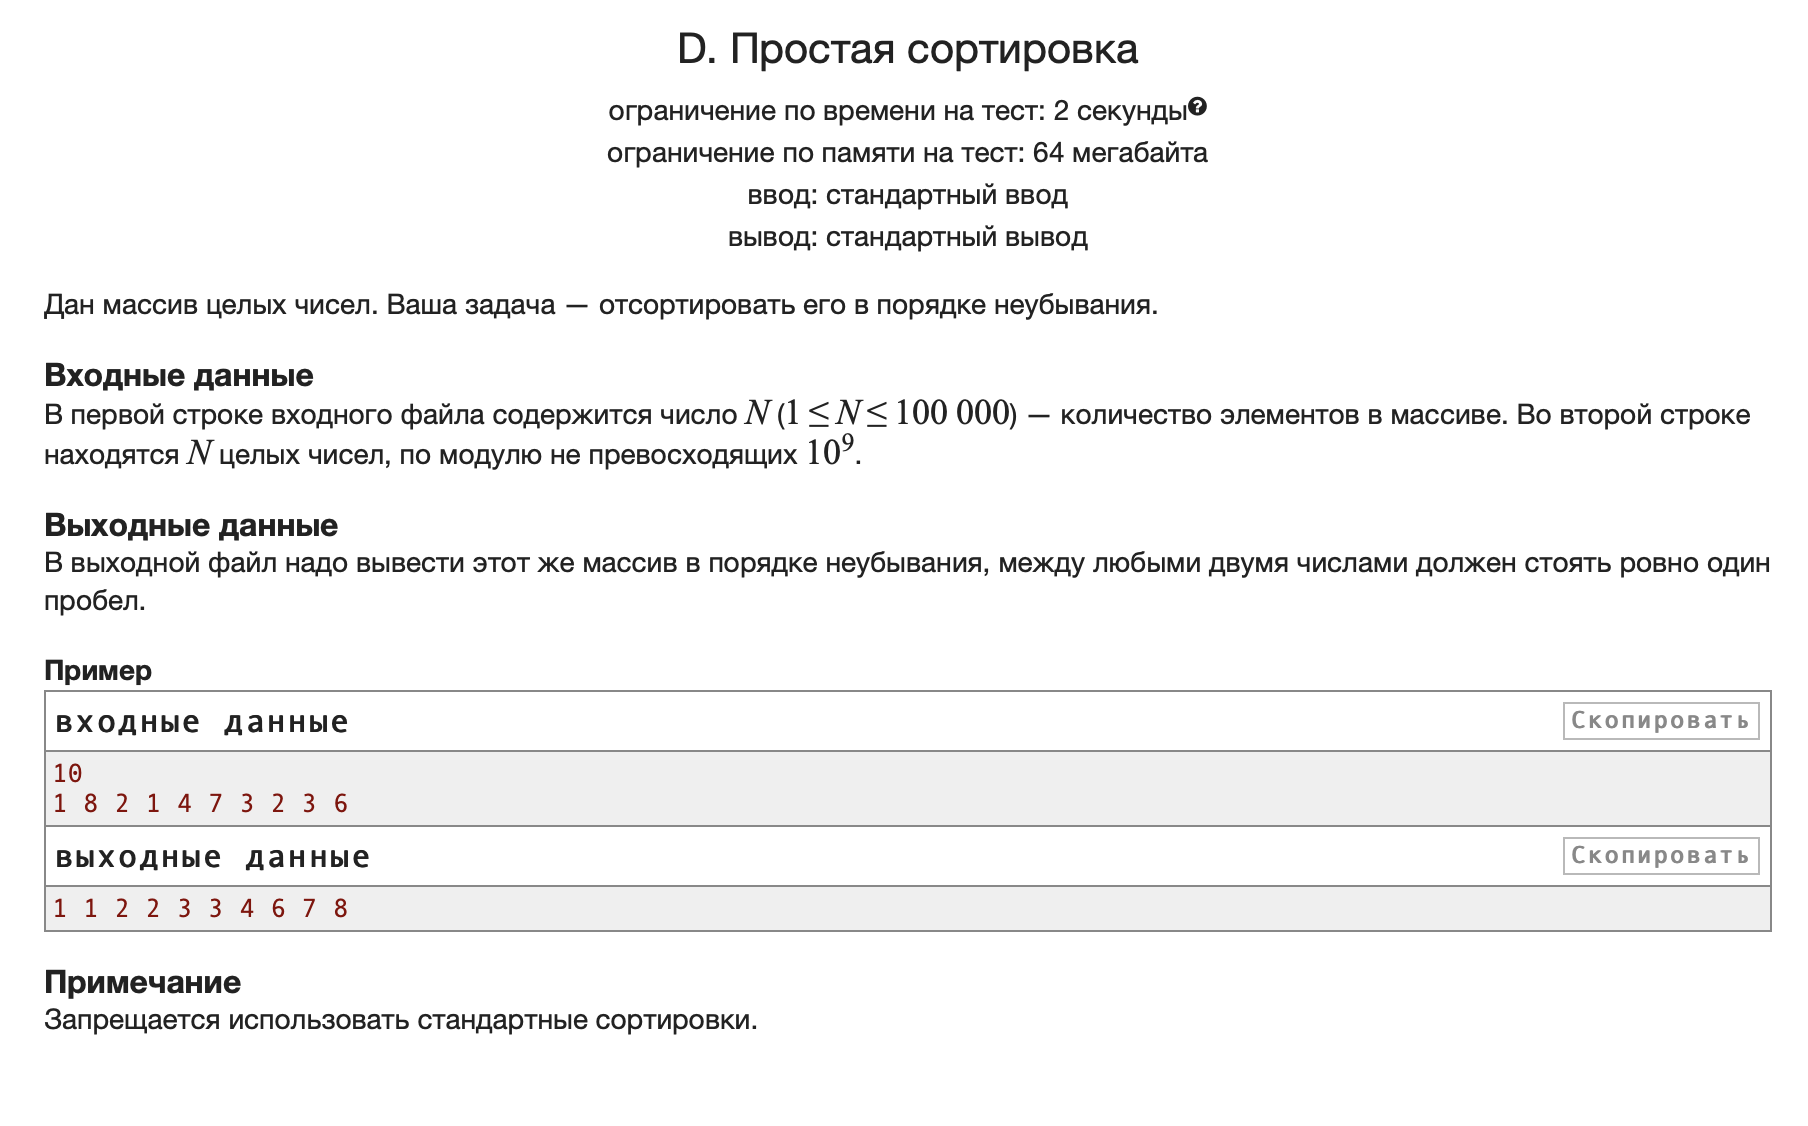 D. Простая сортировка
ограничение по времени на тест: 2 секунды?
ограничение по памяти на тест: 64 мегабайта
ввод: стандартный ввод
вывод: стандартный вывод
Дан массив целых чисел. Ваша задача — отсортировать его в порядке неубывания.
Входные данные
В первой строке входного файла содержится число N (1 ≤ N ≤ 100 000) — количество элементов в массиве. Во второй строке
находятся N целых чисел, по модулю не превосходящих 10⁹.
Выходные данные
В выходной файл надо вывести этот же массив в порядке неубывания, между любыми двумя числами должен стоять ровно один
пробел.
Пример
входные данные Скопировать
10
1 8 2 1 4 7 3 2 3 6
выходные данные Скопировать
1 1 2 2 3 3 4 6 7 8
Примечание
Запрещается использовать стандартные сортировки.